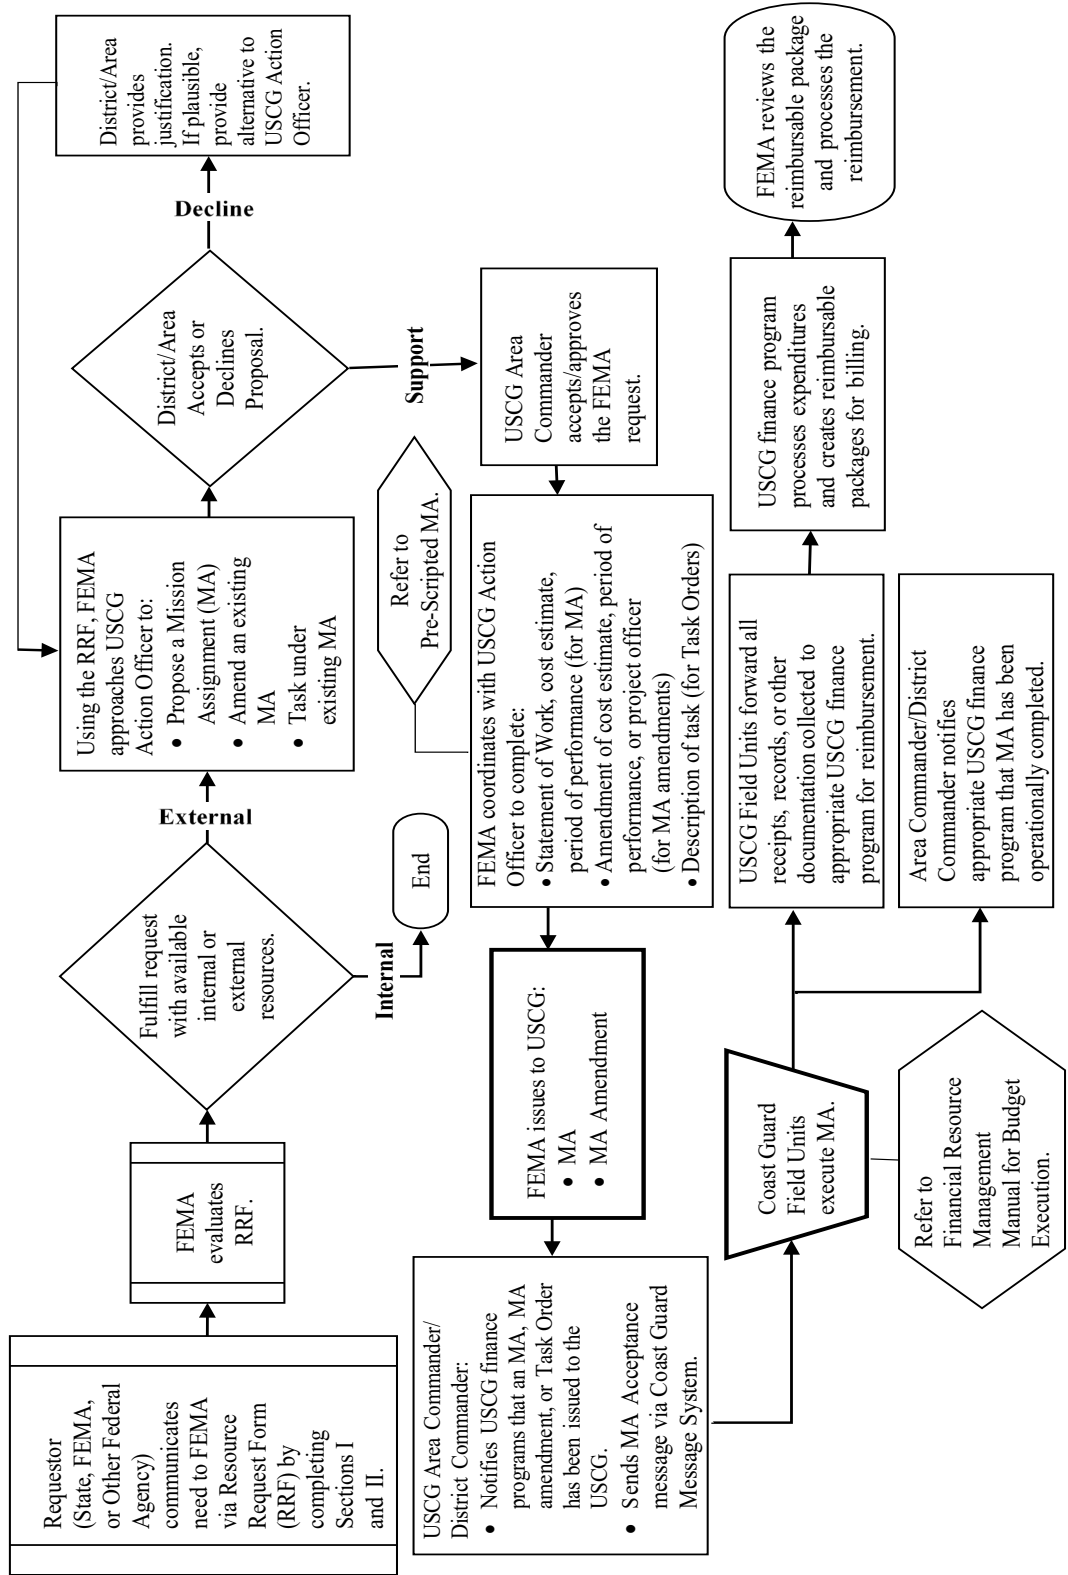 Requestor
(State, FEMA,
or Other Federal
Agency)
communicates
need to FEMA
via Resource
Request Form
(RRF) by
completing
Sections I
and II.
FEMA
evaluates
RRF.
Fulfill request
with available
internal or
external
resources.
External
Internal
End
Using the RRF, FEMA
approaches USCG
Action Officer to:
• Propose a Mission
Assignment (MA)
• Amend an existing
MA
• Task under
existing MA
District/Area
Accepts or
Declines
Proposal.
Decline
District/Area
provides
justification.
If plausible,
provide
alternative to
USCG Action
Officer.
Support
USCG Area
Commander
accepts/approves
the FEMA
request.
Refer to
Pre-Scripted MA.
FEMA coordinates with USCG Action
Officer to complete:
• Statement of Work, cost estimate,
period of performance (for MA)
• Amendment of cost estimate, period of
performance, or project officer
(for MA amendments)
• Description of task (for Task Orders)
FEMA issues to USCG:
• MA
• MA Amendment
USCG Area Commander/
District Commander:
• Notifies USCG finance
programs that an MA, MA
amendment, or Task Order
has been issued to the
USCG.
• Sends MA Acceptance
message via Coast Guard
Message System.
Coast Guard
Field Units
execute MA.
Refer to
Financial Resource
Management
Manual for Budget
Execution.
USCG Field Units forward all
receipts, records, or other
documentation collected to
appropriate USCG finance
program for reimbursement.
Area Commander/District
Commander notifies
appropriate USCG finance
program that MA has been
operationally completed.
USCG finance program
processes expenditures
and creates reimbursable
packages for billing.
FEMA reviews the
reimbursable package
and processes the
reimbursement.